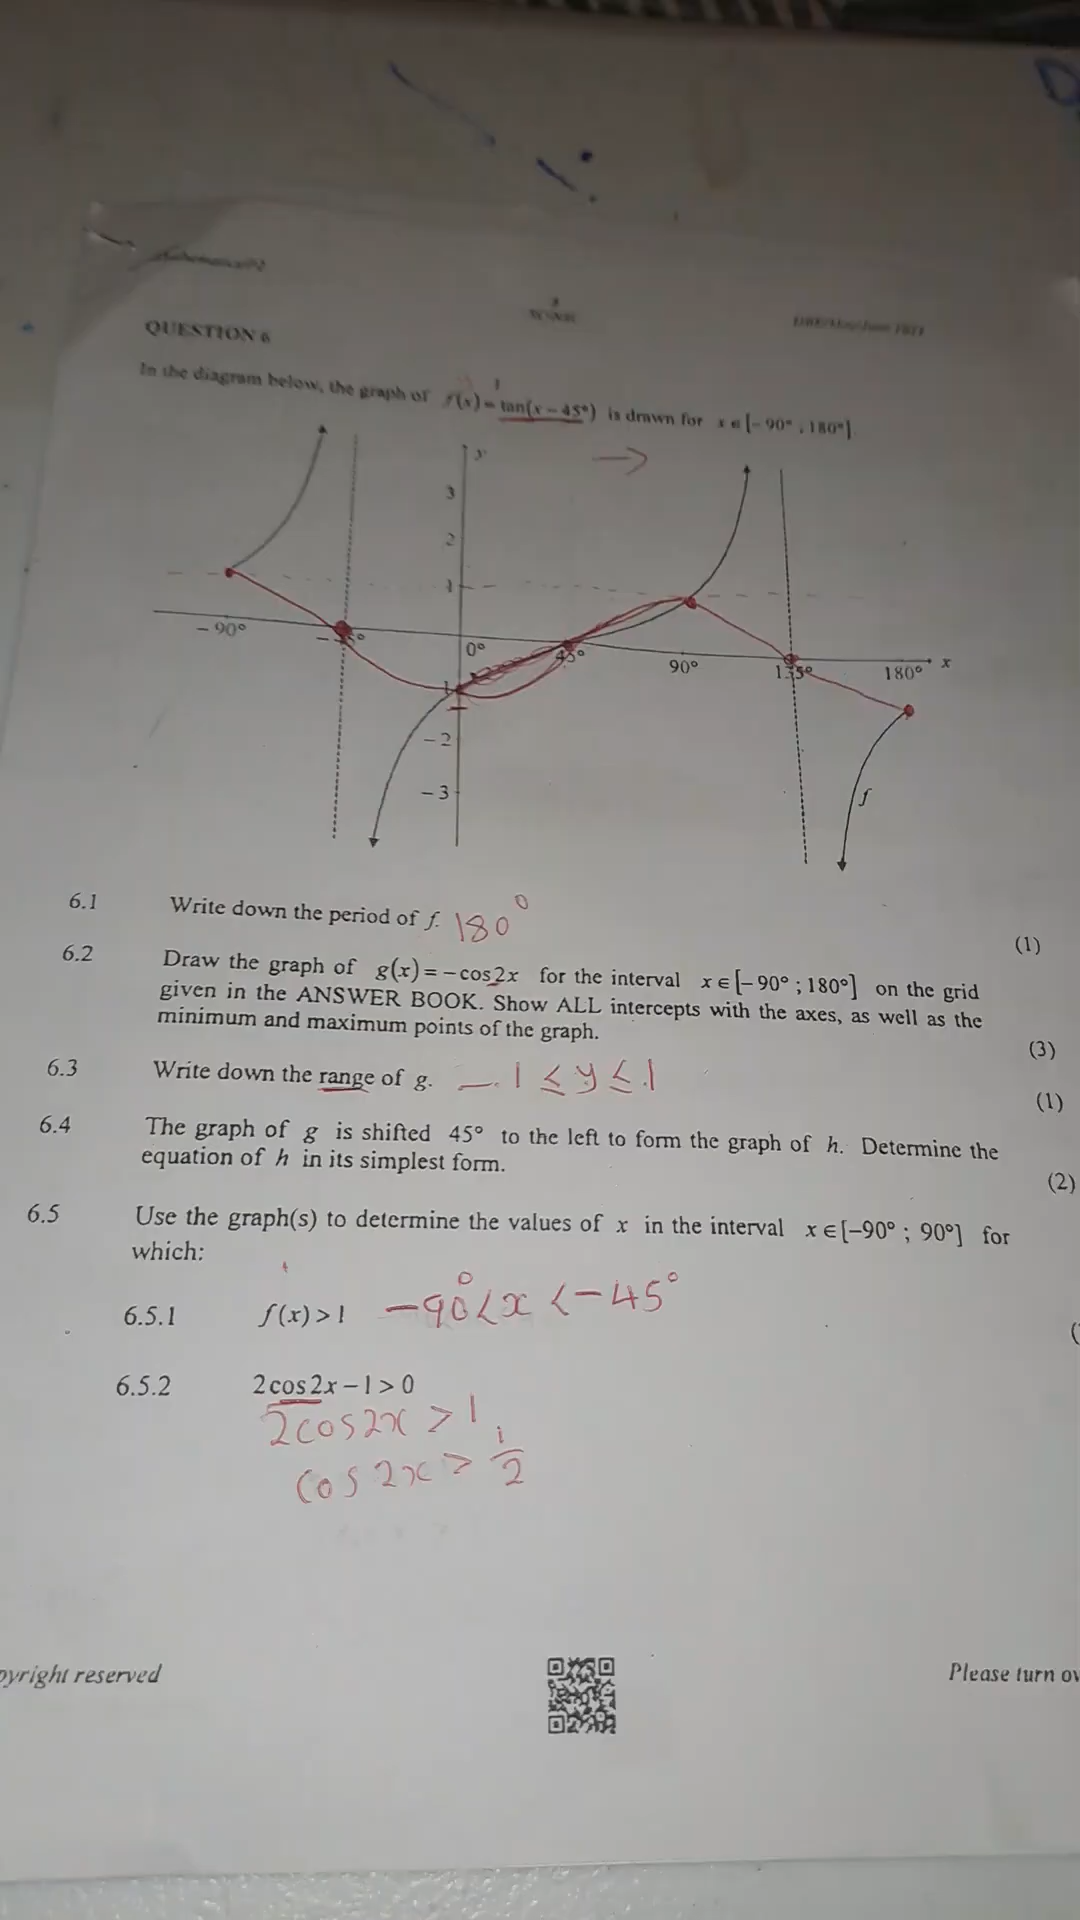 QUESTION 6
In the diagram below, the graph of f(x) = tan(x − 45°) is drawn for x ∈ [− 90° ; 180°]
1
y
3
2
1
− 90°
0°
45°
90°
135°
180°
x
− 2
− 3
f
6.1 Write down the period of f. 180°
(1)
6.2 Draw the graph of g(x) = − cos 2x for the interval x ∈ [− 90° ; 180°] on the grid
given in the ANSWER BOOK. Show ALL intercepts with the axes, as well as the
minimum and maximum points of the graph.
(3)
6.3 Write down the range of g. −1 ≤ y ≤ 1
(1)
6.4 The graph of g is shifted 45° to the left to form the graph of h. Determine the
equation of h in its simplest form.
(2)
6.5 Use the graph(s) to determine the values of x in the interval x ∈ [−90° ; 90°] for
which:
6.5.1 f(x) > 1 −90° < x < −45°
6.5.2 2cos2x − 1 > 0
2cos2x > 1
cos 2x > 1/2
pyright reserved
Please turn ov